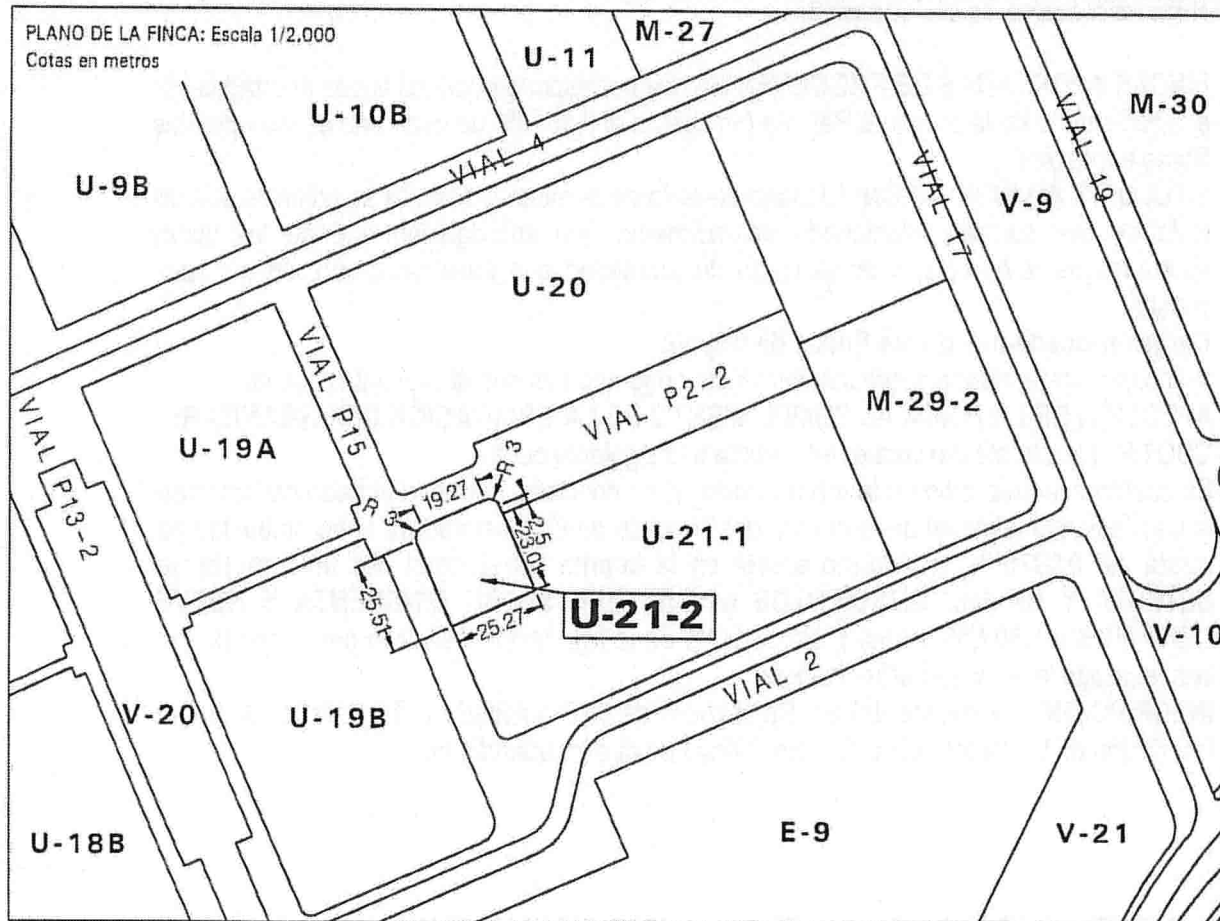 PLANO DE LA FINCA: Escala 1/2.000
Cotas en metros
U-11
M-27
M-30
U-10B
VIAL 4
VIAL 17
VIAL 49
V-9
U-9B
U-20
VIAL P15
VIAL P2-2
M-29-2
U-19A
VIAL P13-2
R-3
19,27
R-5
U-21-1
2,5
23,01
25,51
25,27
U-21-2
V-10
VIAL 2
V-20
U-19B
U-18B
E-9
V-21